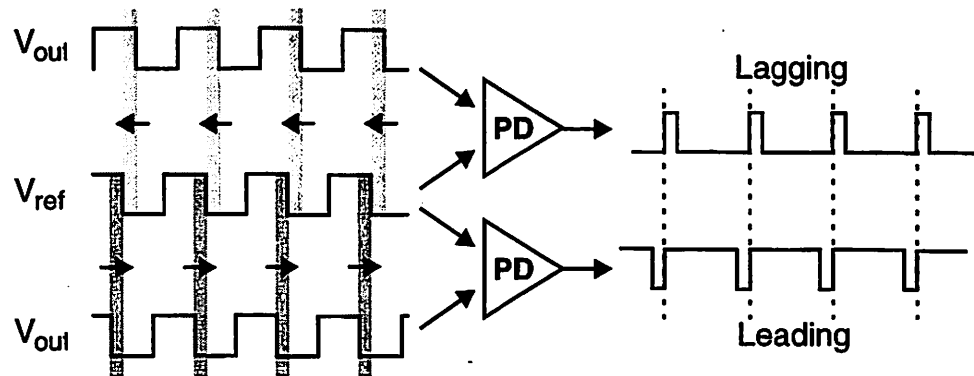 Vout
Lagging
PD
Vref
PD
Vout
Leading